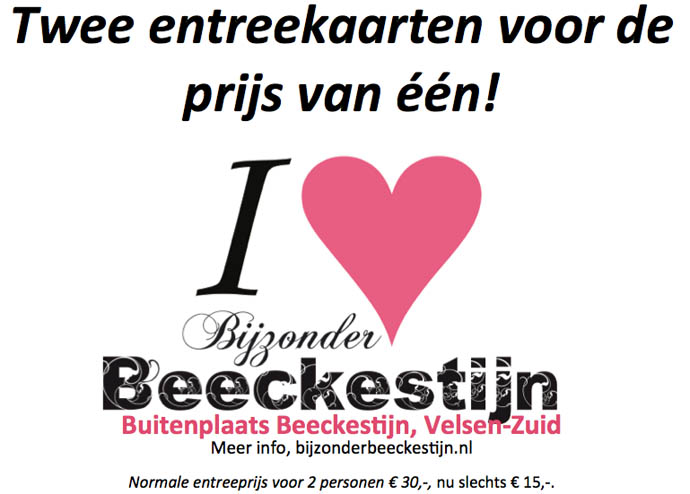 Twee entreekaarten voor de
prijs van één!
I
Bijzonder
Beeckestijn
Buitenplaats Beeckestijn, Velsen-Zuid
Meer info, bijzonderbeeckestijn.nl
Normale entreeprijs voor 2 personen € 30,-, nu slechts € 15,-.